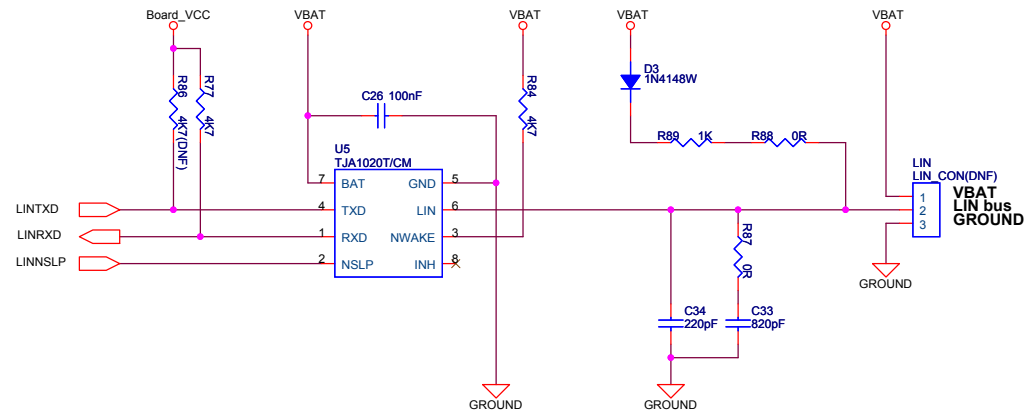 Board_VCC
VBAT
VBAT
VBAT
VBAT
R86
4K7(DNF)
R77
4K7
C26 100nF
R84
4K7
D3
1N4148W
R89 1K
R88 0R
U5
TJA1020T/CM
7 BAT GND 5
4 TXD LIN 6
1 RXD NWAKE 3
2 NSLP INH 8
LINTXD
LINRXD
LINNSLP
LIN
LIN_CON(DNF)
1 VBAT
2 LIN bus
3 GROUND
R87
0R
C34
220pF
C33
820pF
GROUND
GROUND
GROUND